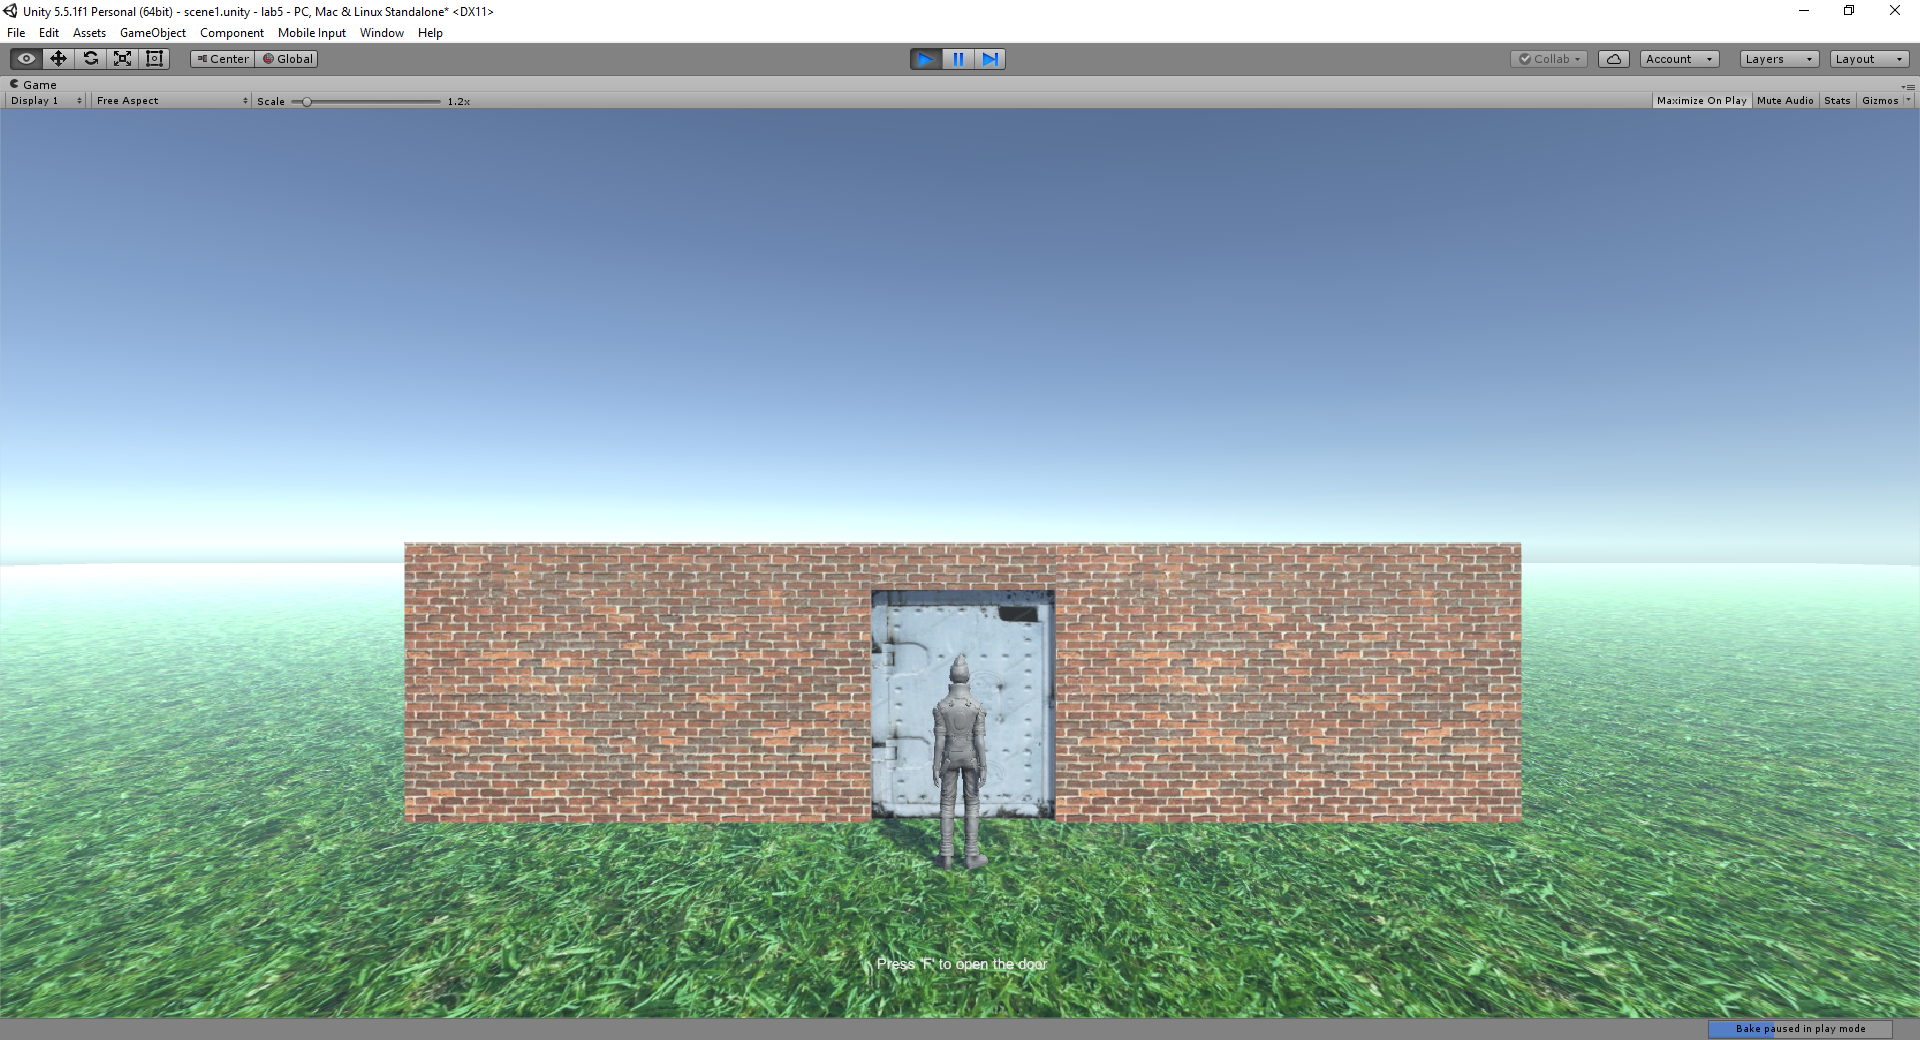 Unity 5.5.1f1 Personal (64bit) - scene1.unity - lab5 - PC, Mac & Linux Standalone* <DX11>
File Edit Assets GameObject Component Mobile Input Window Help
Center Global Collab Account Layers Layout
Game
Display 1 Free Aspect Scale 1.2x Maximize On Play Mute Audio Stats Gizmos
Press 'F' to open the door
Bake paused in play mode